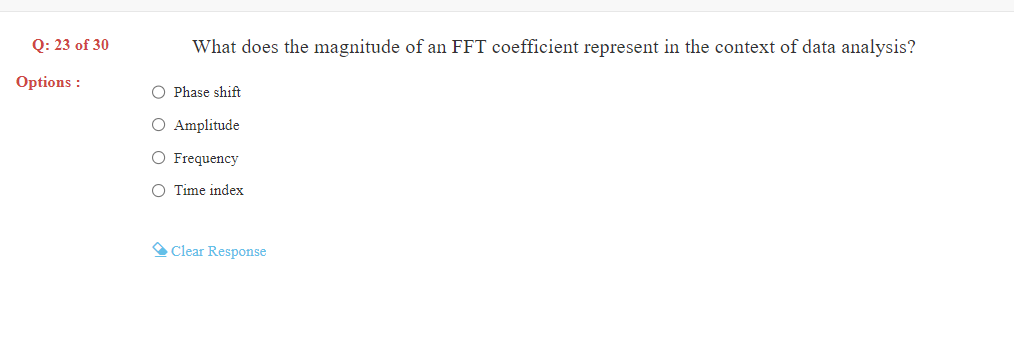 Q: 23 of 30
What does the magnitude of an FFT coefficient represent in the context of data analysis?
Options :
Phase shift
Amplitude
Frequency
Time index
Clear Response